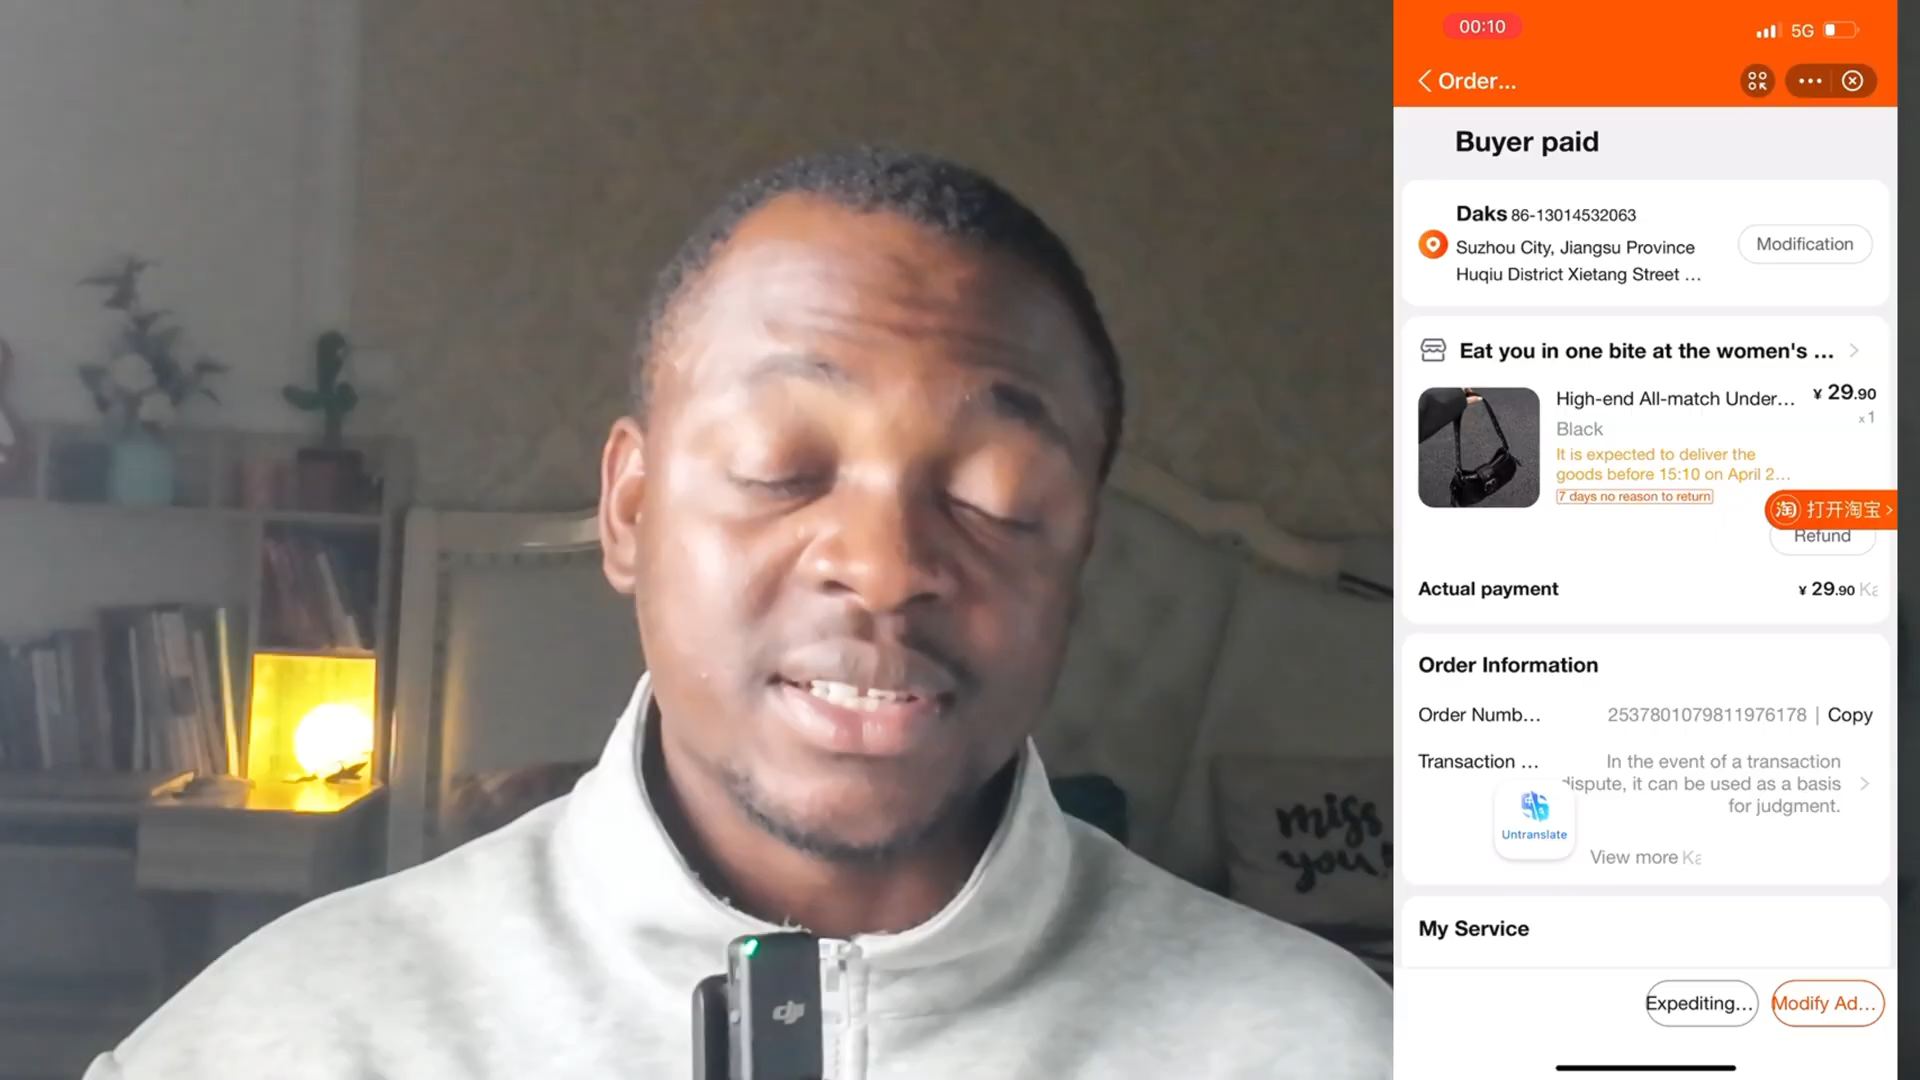 00:10
5G
Order...
Buyer paid
Daks 86-13014532063
Suzhou City, Jiangsu Province
Huqiu District Xietang Street ...
Modification
Eat you in one bite at the women's ...
High-end All-match Under...
¥ 29.90
x1
Black
It is expected to deliver the
goods before 15:10 on April 2...
7 days no reason to return
淘 打开淘宝
Refund
Actual payment
¥ 29.90
Order Information
Order Numb...
2537801079811976178 | Copy
Transaction ...
In the event of a transaction
dispute, it can be used as a basis
for judgment.
Untranslate
View more
My Service
Expediting...
Modify Ad...
miss
you!
dji